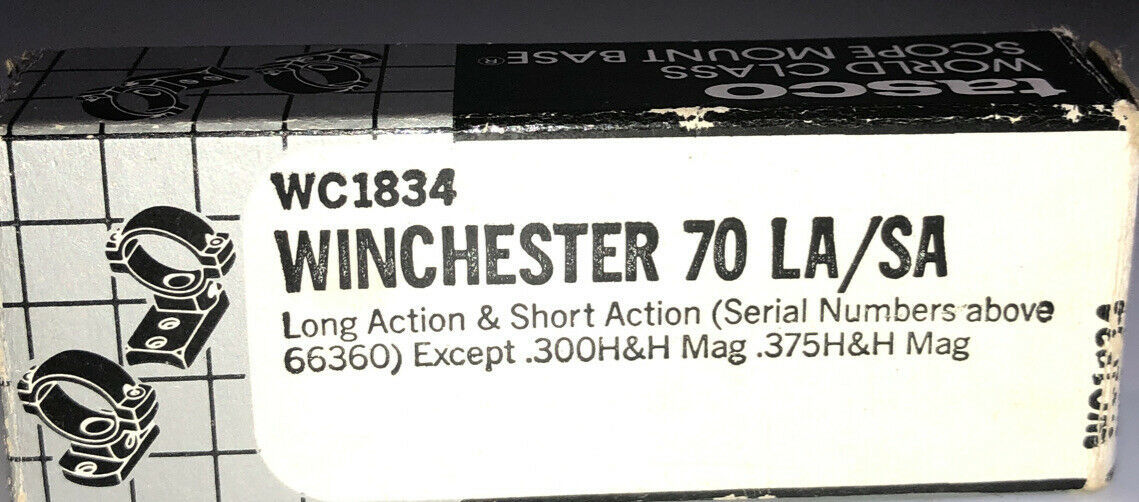 tasco
WORLD CLASS
SCOPE MOUNT BASE®
WC1834
WINCHESTER 70 LA/SA
Long Action & Short Action (Serial Numbers above
66360) Except .300H&H Mag .375H&H Mag